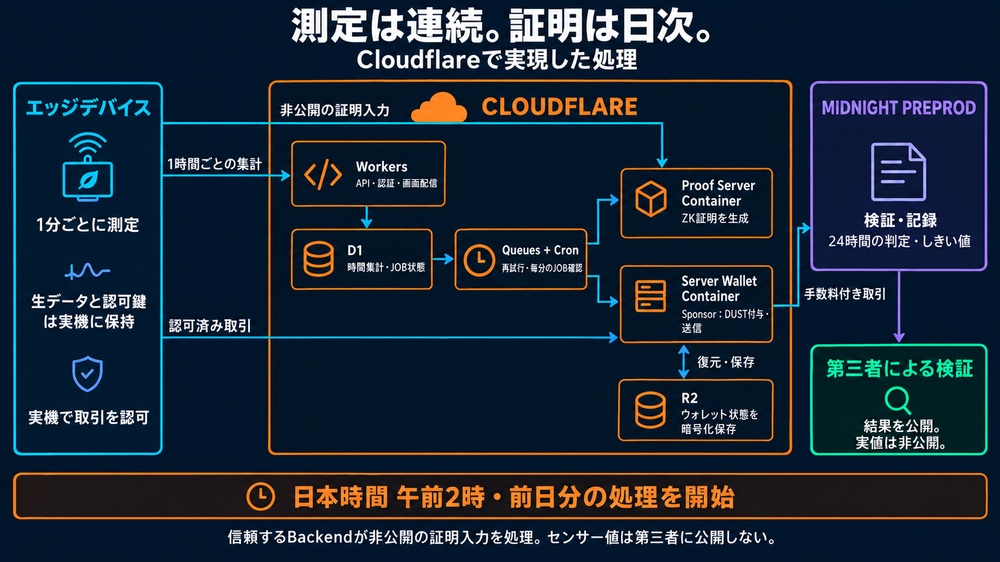 測定は連続。証明は日次。
Cloudflareで実現した処理
エッジデバイス
1分ごとに測定
生データと認可鍵
は実機に保持
実機で取引を認可
非公開の証明入力
1時間ごとの集計
認可済み取引
CLOUDFLARE
Workers
API・認証・画面配信
D1
時間集計・JOB状態
Queues + Cron
再試行・毎分のJOB確認
Proof Server
Container
ZK証明を生成
Server Wallet
Container
Sponsor：DUST付与・
送信
復元・保存
R2
ウォレット状態を
暗号化保存
手数料付き取引
MIDNIGHT PREPROD
検証・記録
24時間の判定・しきい値
第三者による検証
結果を公開。
実値は非公開。
日本時間 午前2時・前日分の処理を開始
信頼するBackendが非公開の証明入力を処理。センサー値は第三者に公開しない。